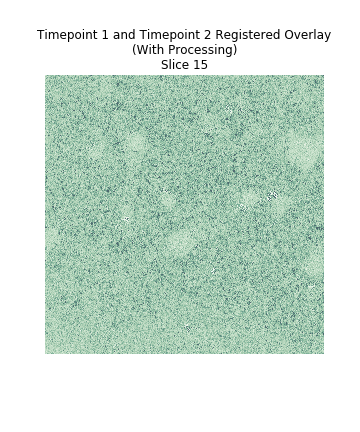 Timepoint 1 and Timepoint 2 Registered Overlay
(With Processing)
Slice 15